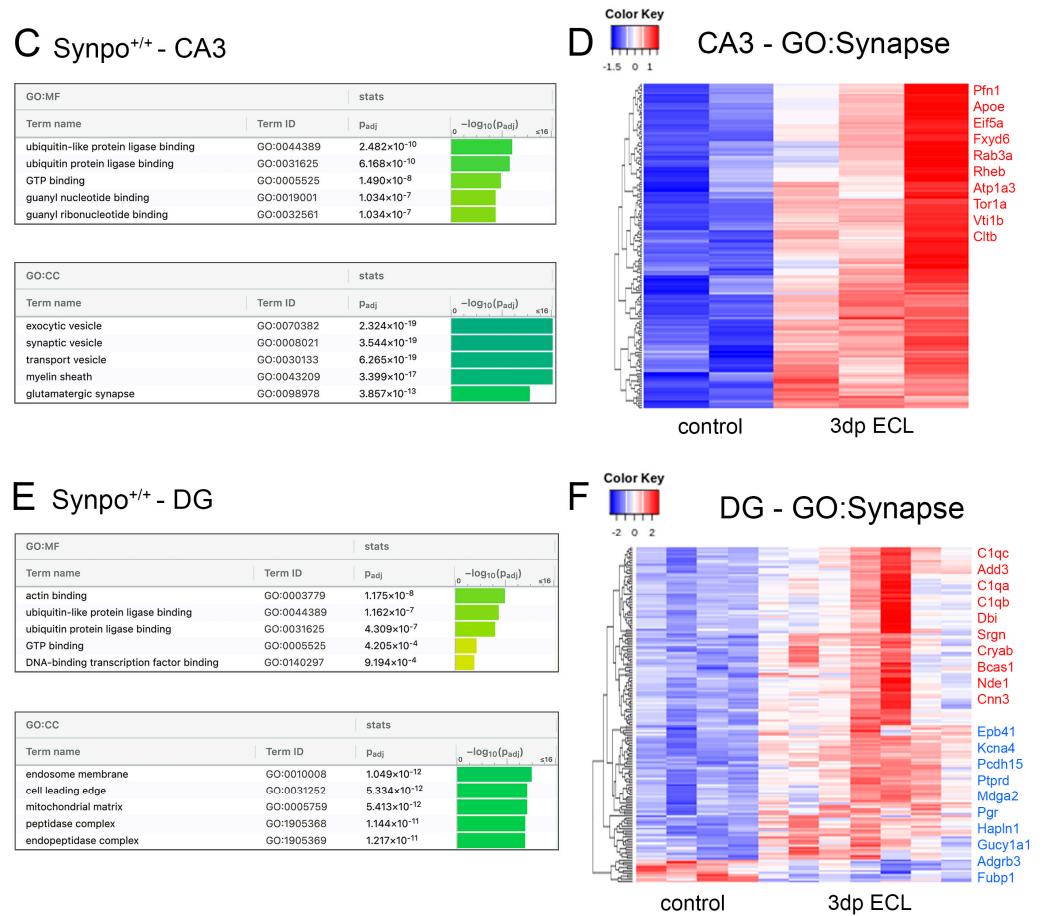 C Synpo+/+ - CA3
GO:MF stats
Term name Term ID padj −log10(padj)
0 ≤16
ubiquitin-like protein ligase binding GO:0044389 2.482×10-10
ubiquitin protein ligase binding GO:0031625 6.168×10-10
GTP binding GO:0005525 1.490×10-8
guanyl nucleotide binding GO:0019001 1.034×10-7
guanyl ribonucleotide binding GO:0032561 1.034×10-7
GO:CC stats
Term name Term ID padj −log10(padj)
0 ≤16
exocytic vesicle GO:0070382 2.324×10-19
synaptic vesicle GO:0008021 3.544×10-19
transport vesicle GO:0030133 6.265×10-19
myelin sheath GO:0043209 3.399×10-17
glutamatergic synapse GO:0098978 3.857×10-13
D Color Key
-1.5 0 1
CA3 - GO:Synapse
Pfn1
Apoe
Eif5a
Fxyd6
Rab3a
Rheb
Atp1a3
Tor1a
Vti1b
Cltb
control 3dp ECL
E Synpo+/+ - DG
GO:MF stats
Term name Term ID padj −log10(padj)
0 ≤16
actin binding GO:0003779 1.175×10-8
ubiquitin-like protein ligase binding GO:0044389 1.162×10-7
ubiquitin protein ligase binding GO:0031625 4.309×10-7
GTP binding GO:0005525 4.205×10-4
DNA-binding transcription factor binding GO:0140297 9.194×10-4
GO:CC stats
Term name Term ID padj −log10(padj)
0 ≤16
endosome membrane GO:0010008 1.049×10-12
cell leading edge GO:0031252 5.334×10-12
mitochondrial matrix GO:0005759 5.413×10-12
peptidase complex GO:1905368 1.144×10-11
endopeptidase complex GO:1905369 1.217×10-11
F Color Key
-2 0 2
DG - GO:Synapse
C1qc
Add3
C1qa
C1qb
Dbi
Srgn
Cryab
Bcas1
Nde1
Cnn3
Epb41
Kcna4
Pcdh15
Ptprd
Mdga2
Pgr
Hapln1
Gucy1a1
Adgrb3
Fubp1
control 3dp ECL